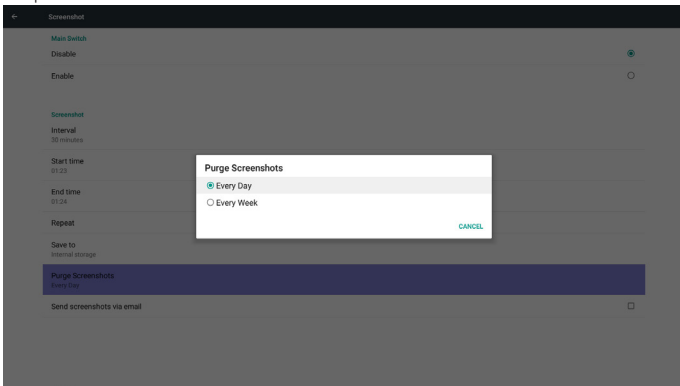 Screenshot
Main Switch
Disable
Enable
Screenshot
Interval
30 minutes
Start time
01:23
End time
01:24
Repeat
Save to
Internal storage
Purge Screenshots
Every Day
Send screenshots via email
Purge Screenshots
Every Day
Every Week
CANCEL